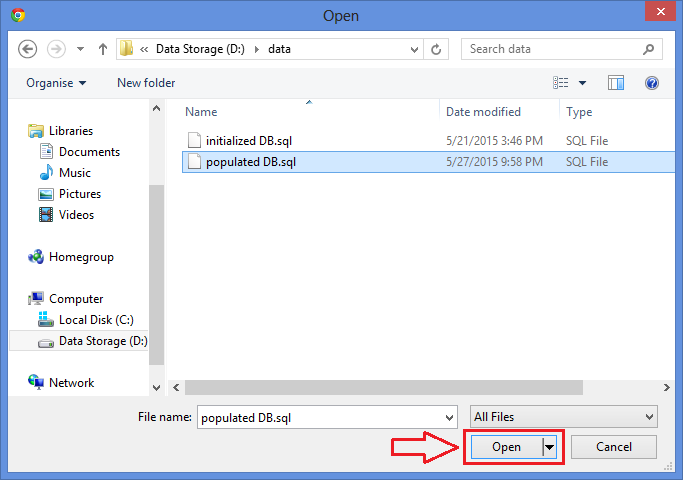 Open
Data Storage (D:) data
Search data
Organise New folder
Name Date modified Type
Libraries
Documents
Music
Pictures
Videos
Homegroup
Computer
Local Disk (C:)
Data Storage (D:)
Network
initialized DB.sql 5/21/2015 3:46 PM SQL File
populated DB.sql 5/27/2015 9:58 PM SQL File
File name: populated DB.sql All Files
Open Cancel